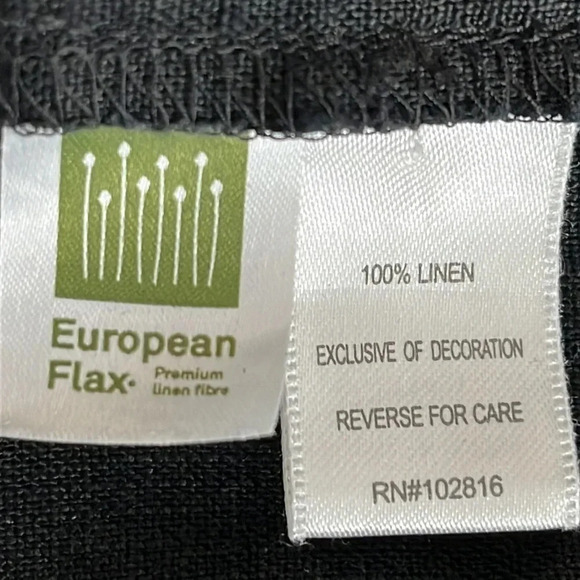 European
Flax®
Premium
linen fibre
100% LINEN
EXCLUSIVE OF DECORATION
REVERSE FOR CARE
RN#102816